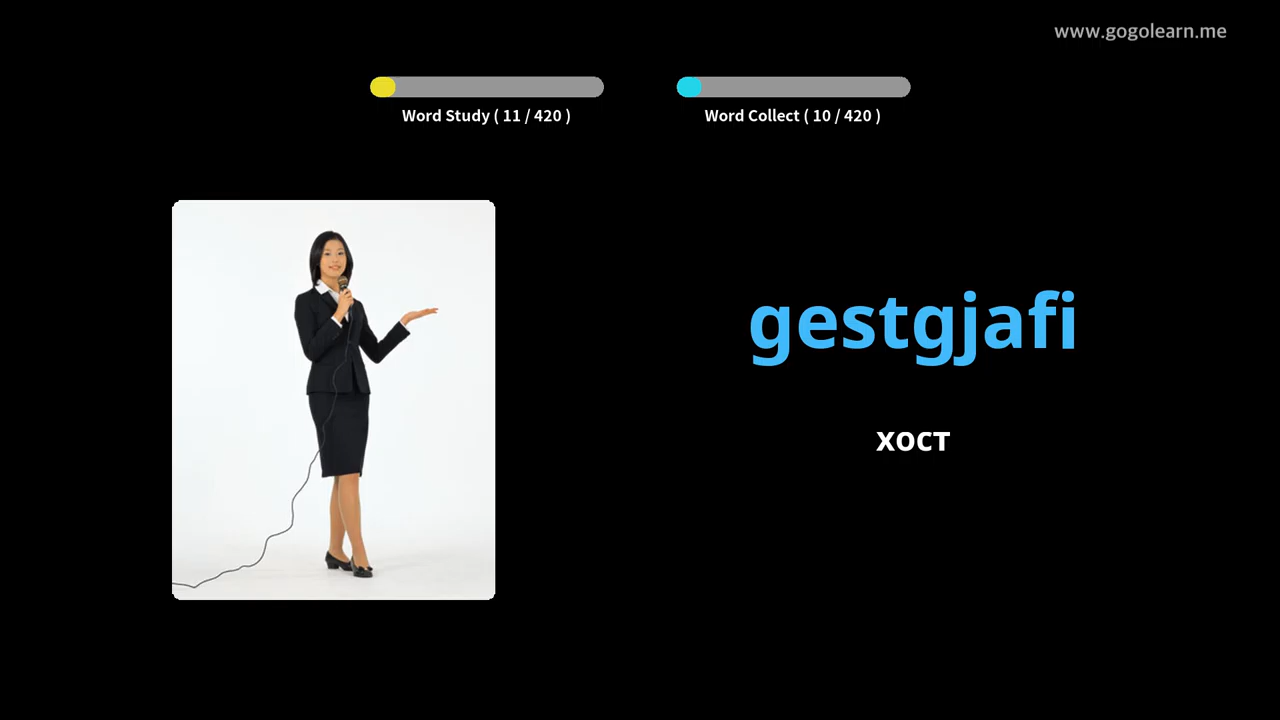 www.gogolearn.me
Word Study ( 11 / 420 )
Word Collect ( 10 / 420 )
gestgjafi
хост